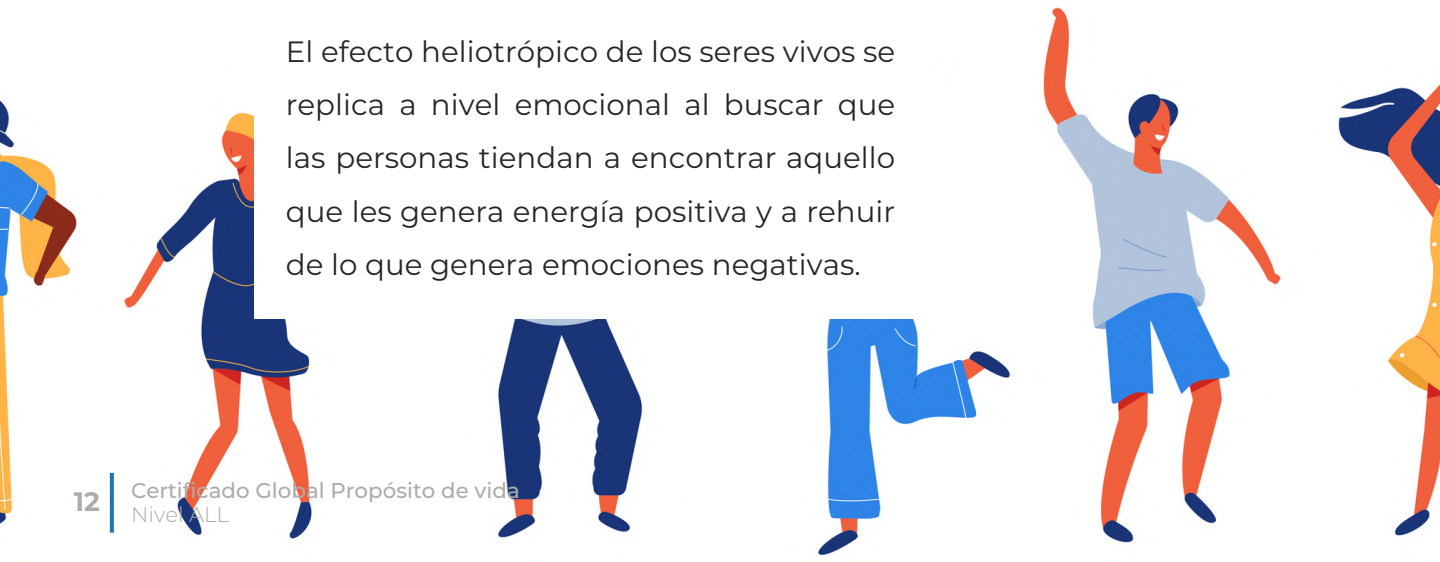 El efecto heliotrópico de los seres vivos se
replica a nivel emocional al buscar que
las personas tiendan a encontrar aquello
que les genera energía positiva y a rehuir
de lo que genera emociones negativas.
12
Certificado Global Propósito de vida
Nivel ALL